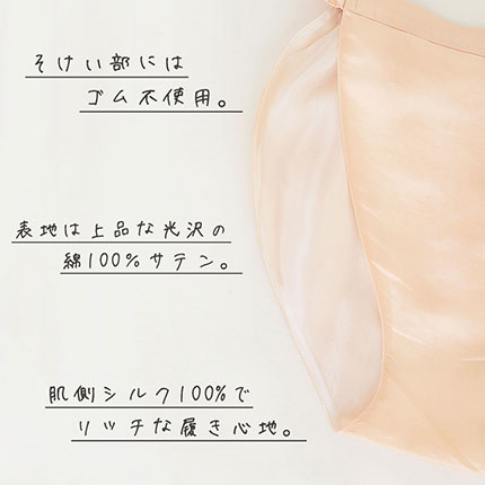 そけい部には
ゴム不使用。
表地は上品な光沢の
綿100%サテン。
肌側シルク100%で
リッチな履き心地。